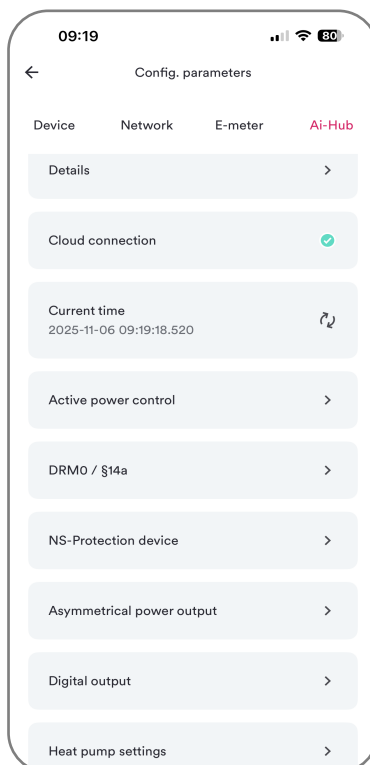 09:19
80
Config. parameters
Device Network E-meter Ai-Hub
Details
Cloud connection
Current time
2025-11-06 09:19:18.520
Active power control
DRM0 / §14a
NS-Protection device
Asymmetrical power output
Digital output
Heat pump settings